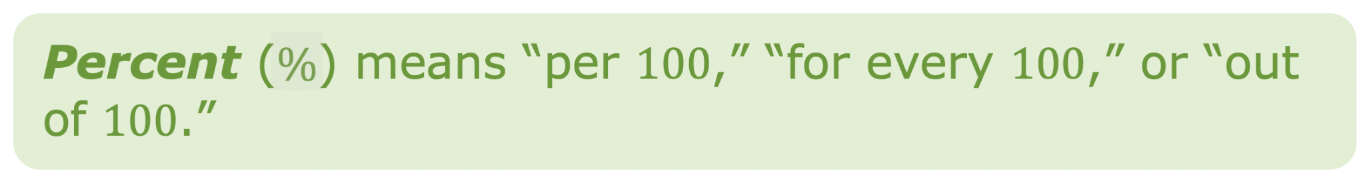 Percent (%) means “per 100,” “for every 100,” or “out
of 100.”